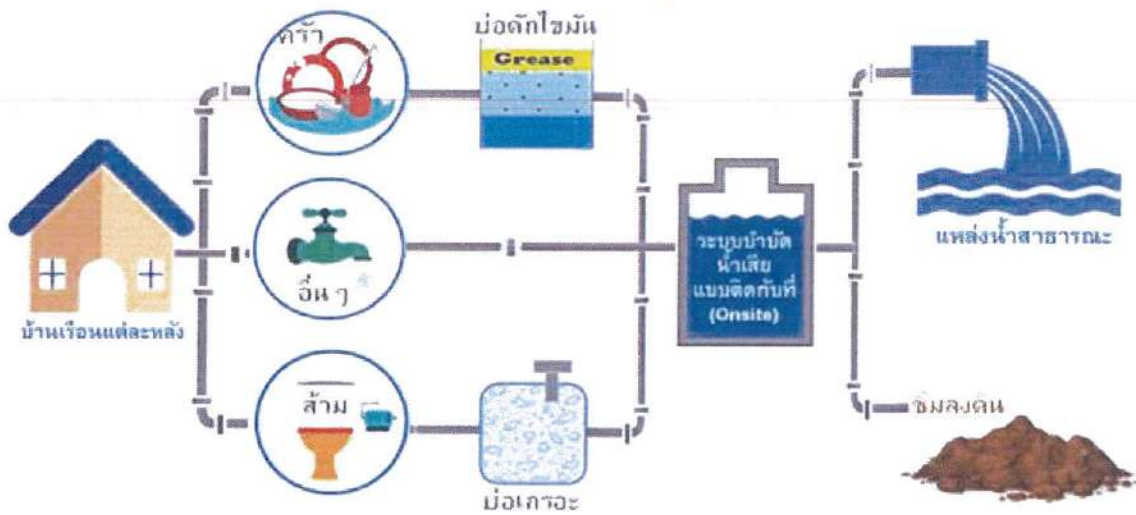 ครัว
บ่อดักไขมัน
Grease
บ้านเรือนแต่ละหลัง
อื่น ๆ
ระบบบำบัด
น้ำเสีย
แบบติดกับที่
(Onsite)
แหล่งน้ำสาธารณะ
ส้วม
บ่อเกรอะ
ซึมลงดิน